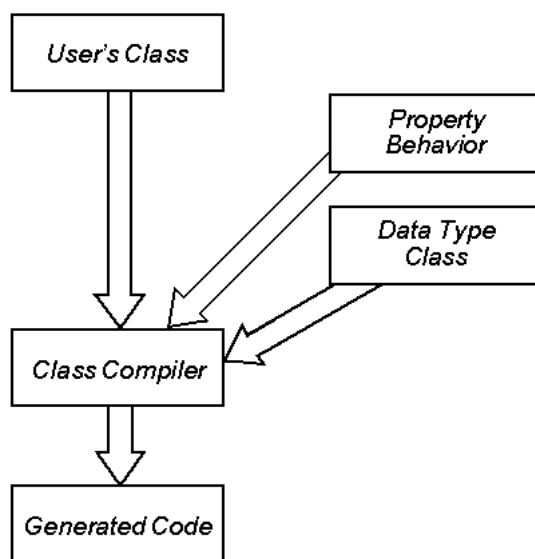 User's Class
Property
Behavior
Data Type
Class
Class Compiler
Generated Code